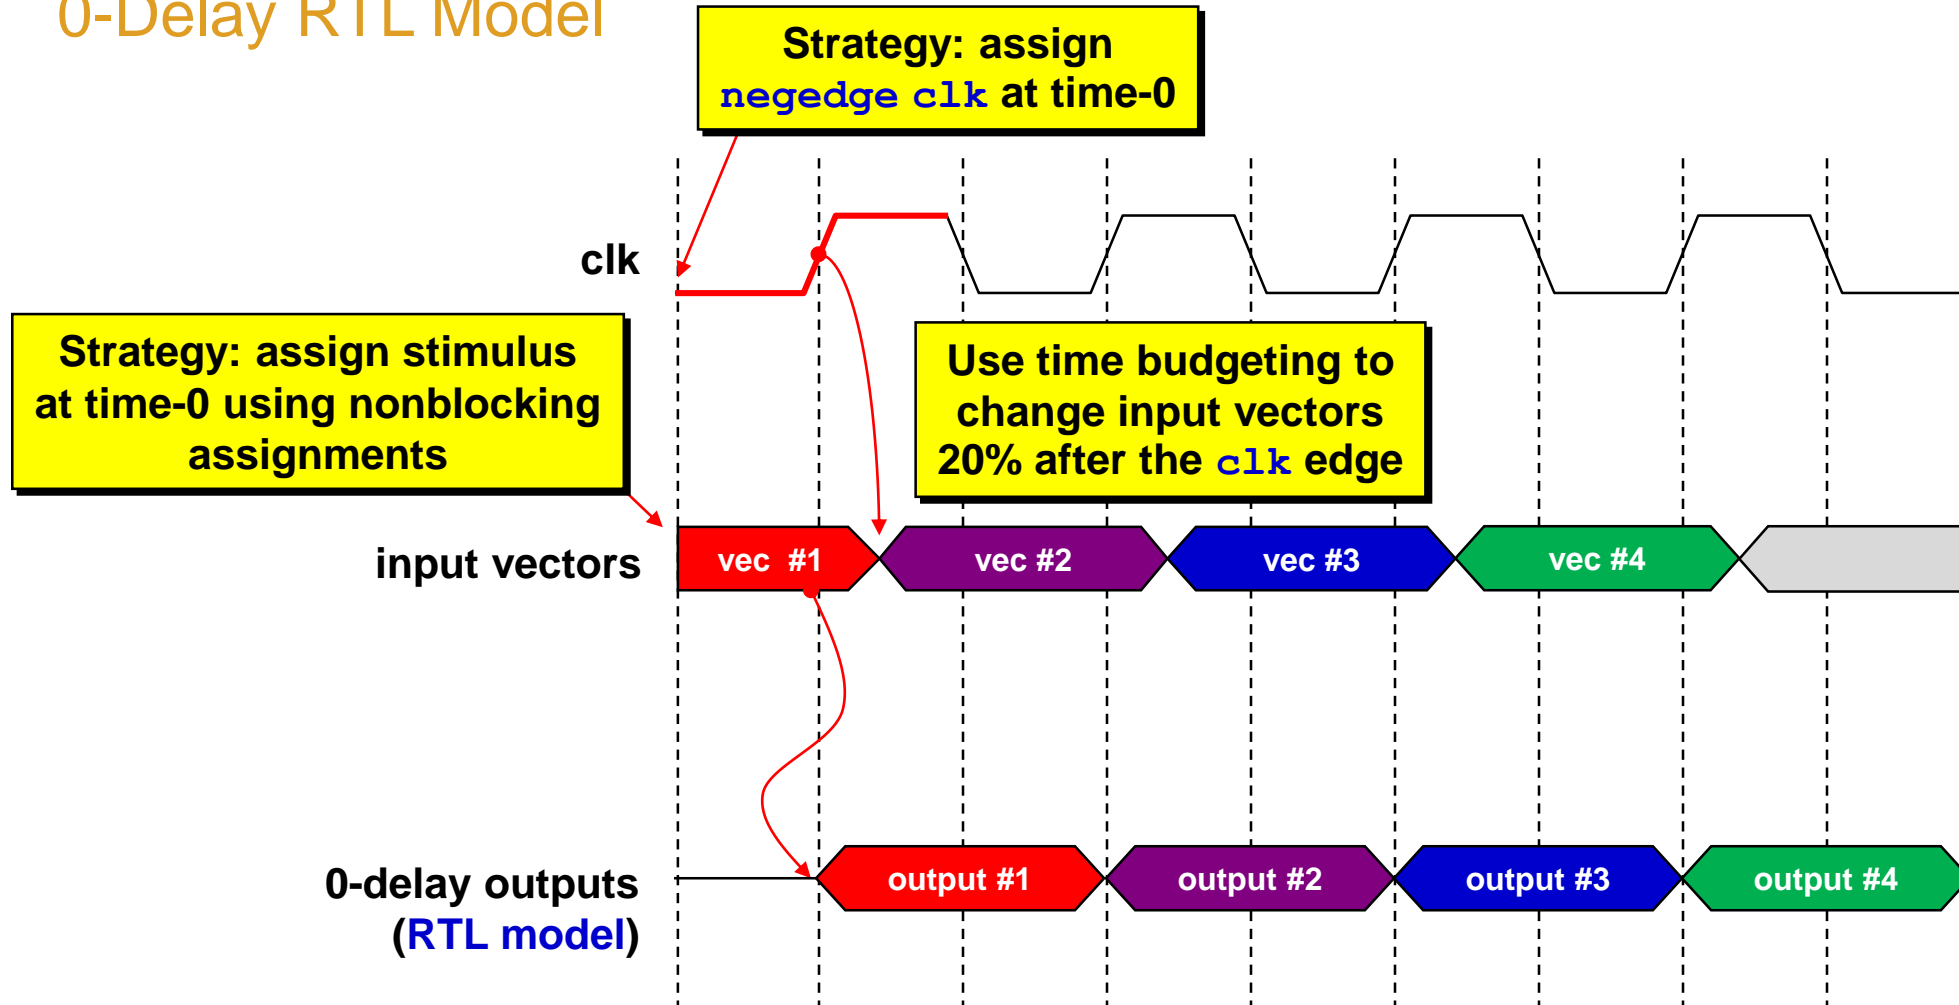 0-Delay RTL Model
Strategy: assign
negedge clk at time-0
clk
Strategy: assign stimulus
at time-0 using nonblocking
assignments
Use time budgeting to
change input vectors
20% after the clk edge
input vectors
vec #1
vec #2
vec #3
vec #4
0-delay outputs
(RTL model)
output #1
output #2
output #3
output #4